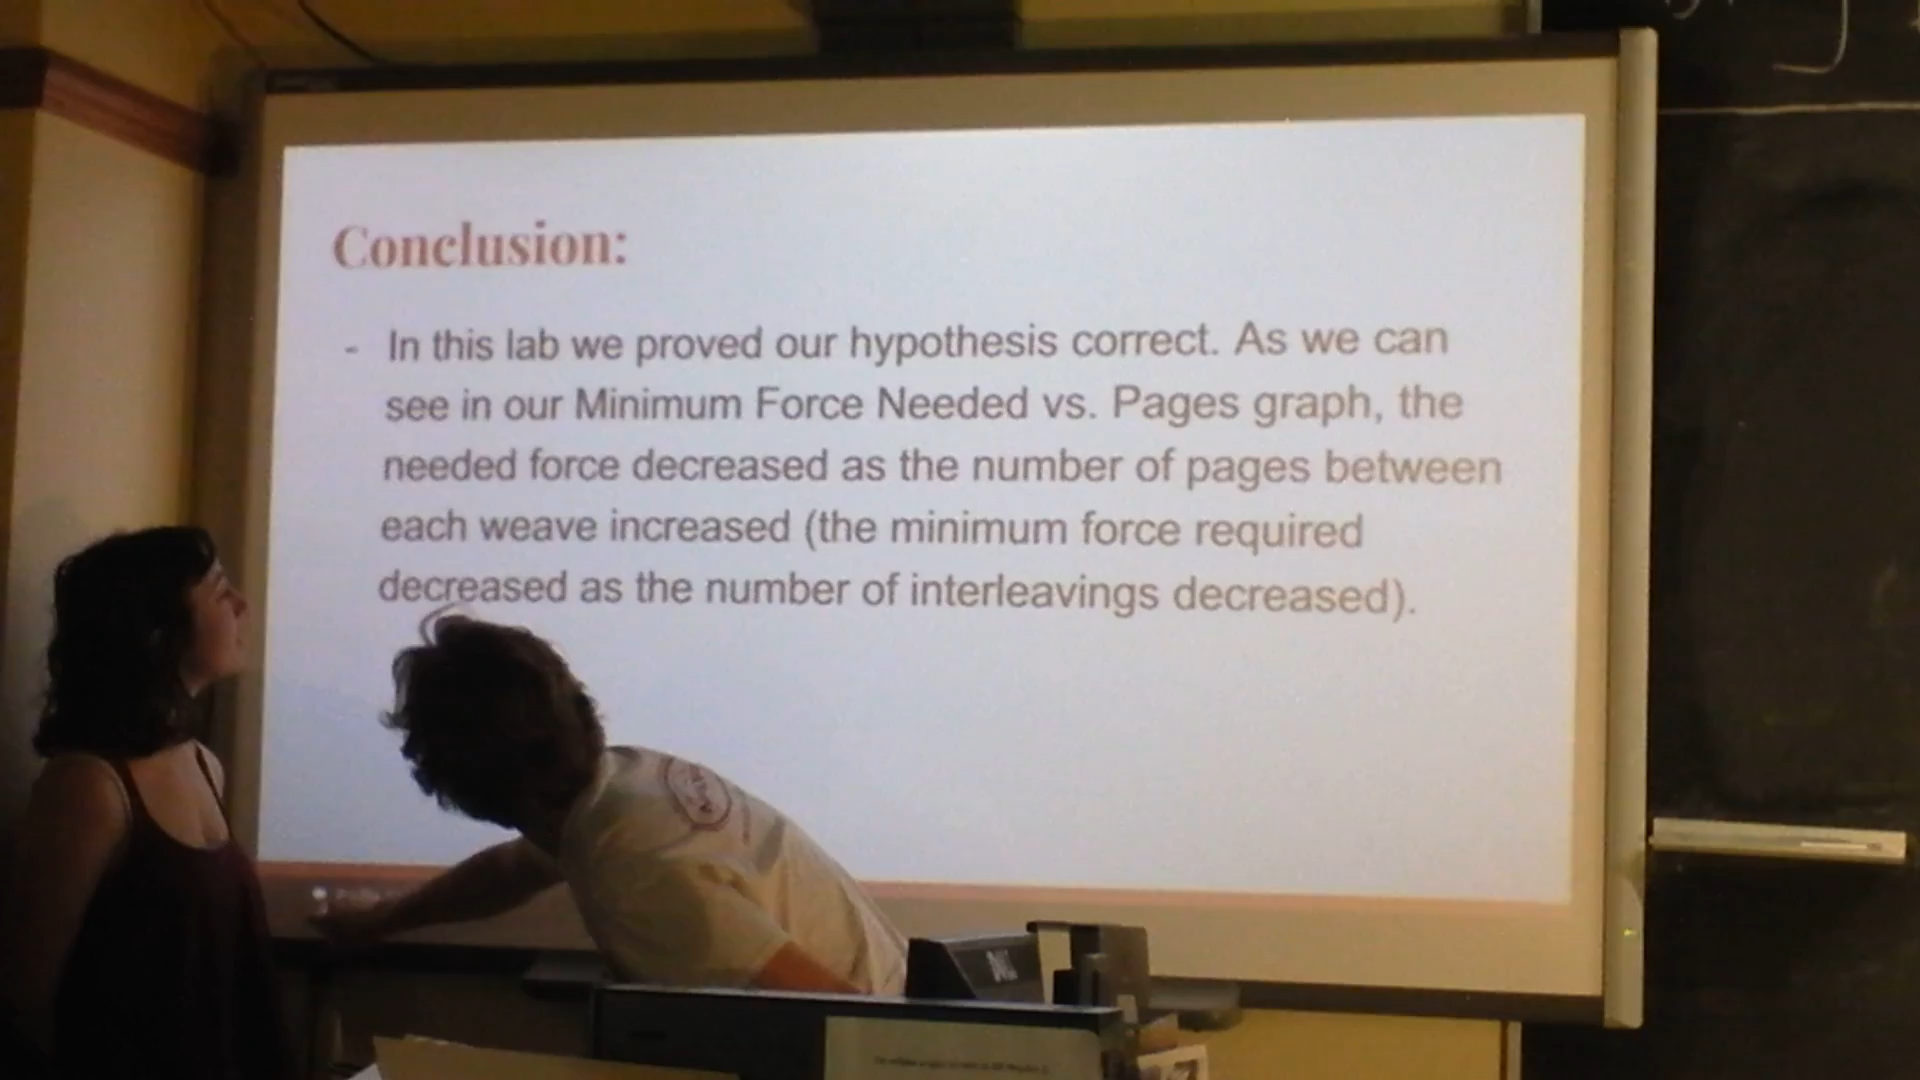 Conclusion:
- In this lab we proved our hypothesis correct. As we can
see in our Minimum Force Needed vs. Pages graph, the
needed force decreased as the number of pages between
each weave increased (the minimum force required
decreased as the number of interleavings decreased).
DELL